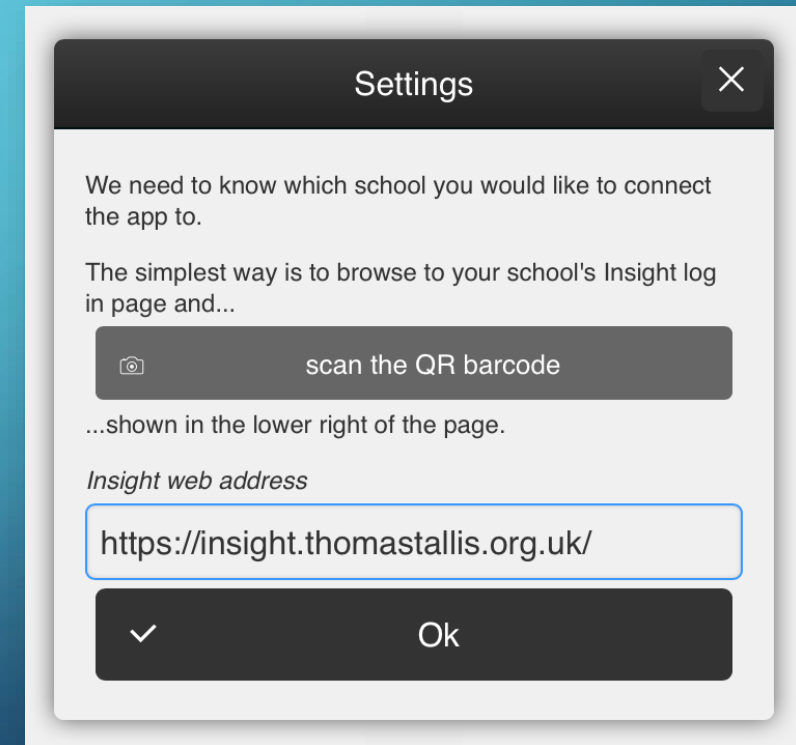 Settings
We need to know which school you would like to connect
the app to.
The simplest way is to browse to your school's Insight log
in page and...
scan the QR barcode
...shown in the lower right of the page.
Insight web address
https://insight.thomastallis.org.uk/
Ok